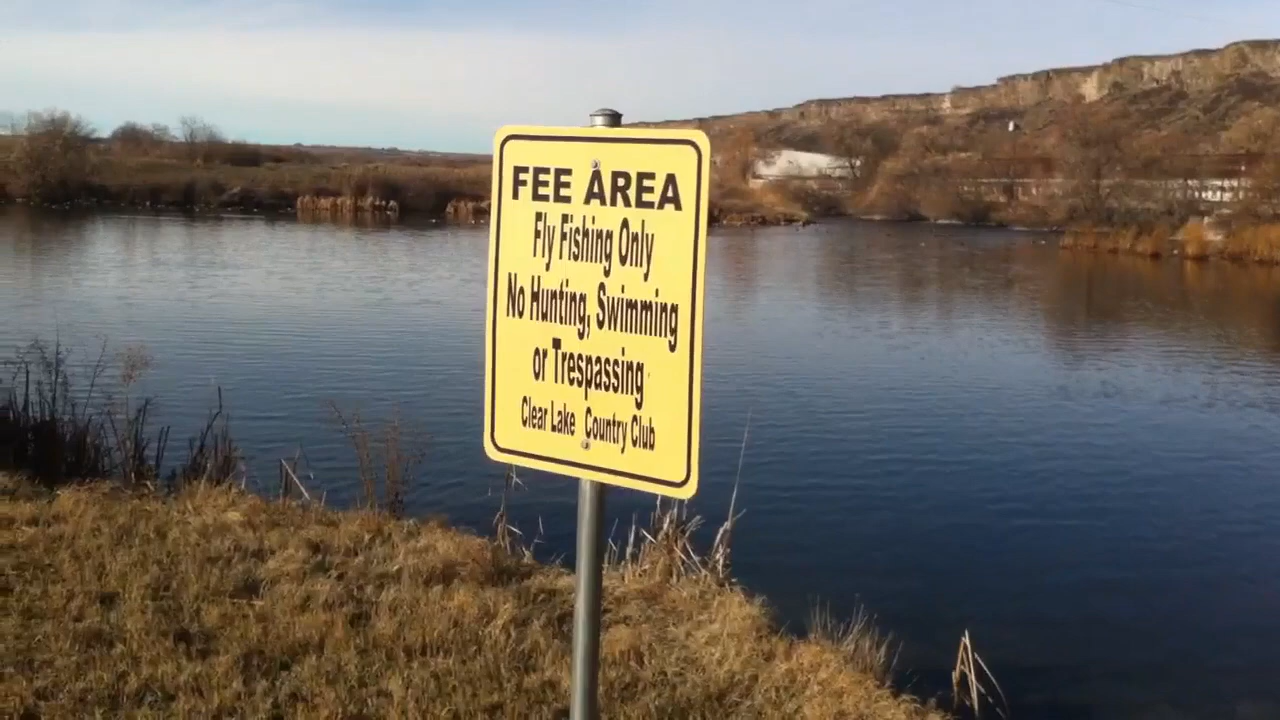 FEE AREA
Fly Fishing Only
No Hunting, Swimming
or Trespassing
Clear Lake Country Club